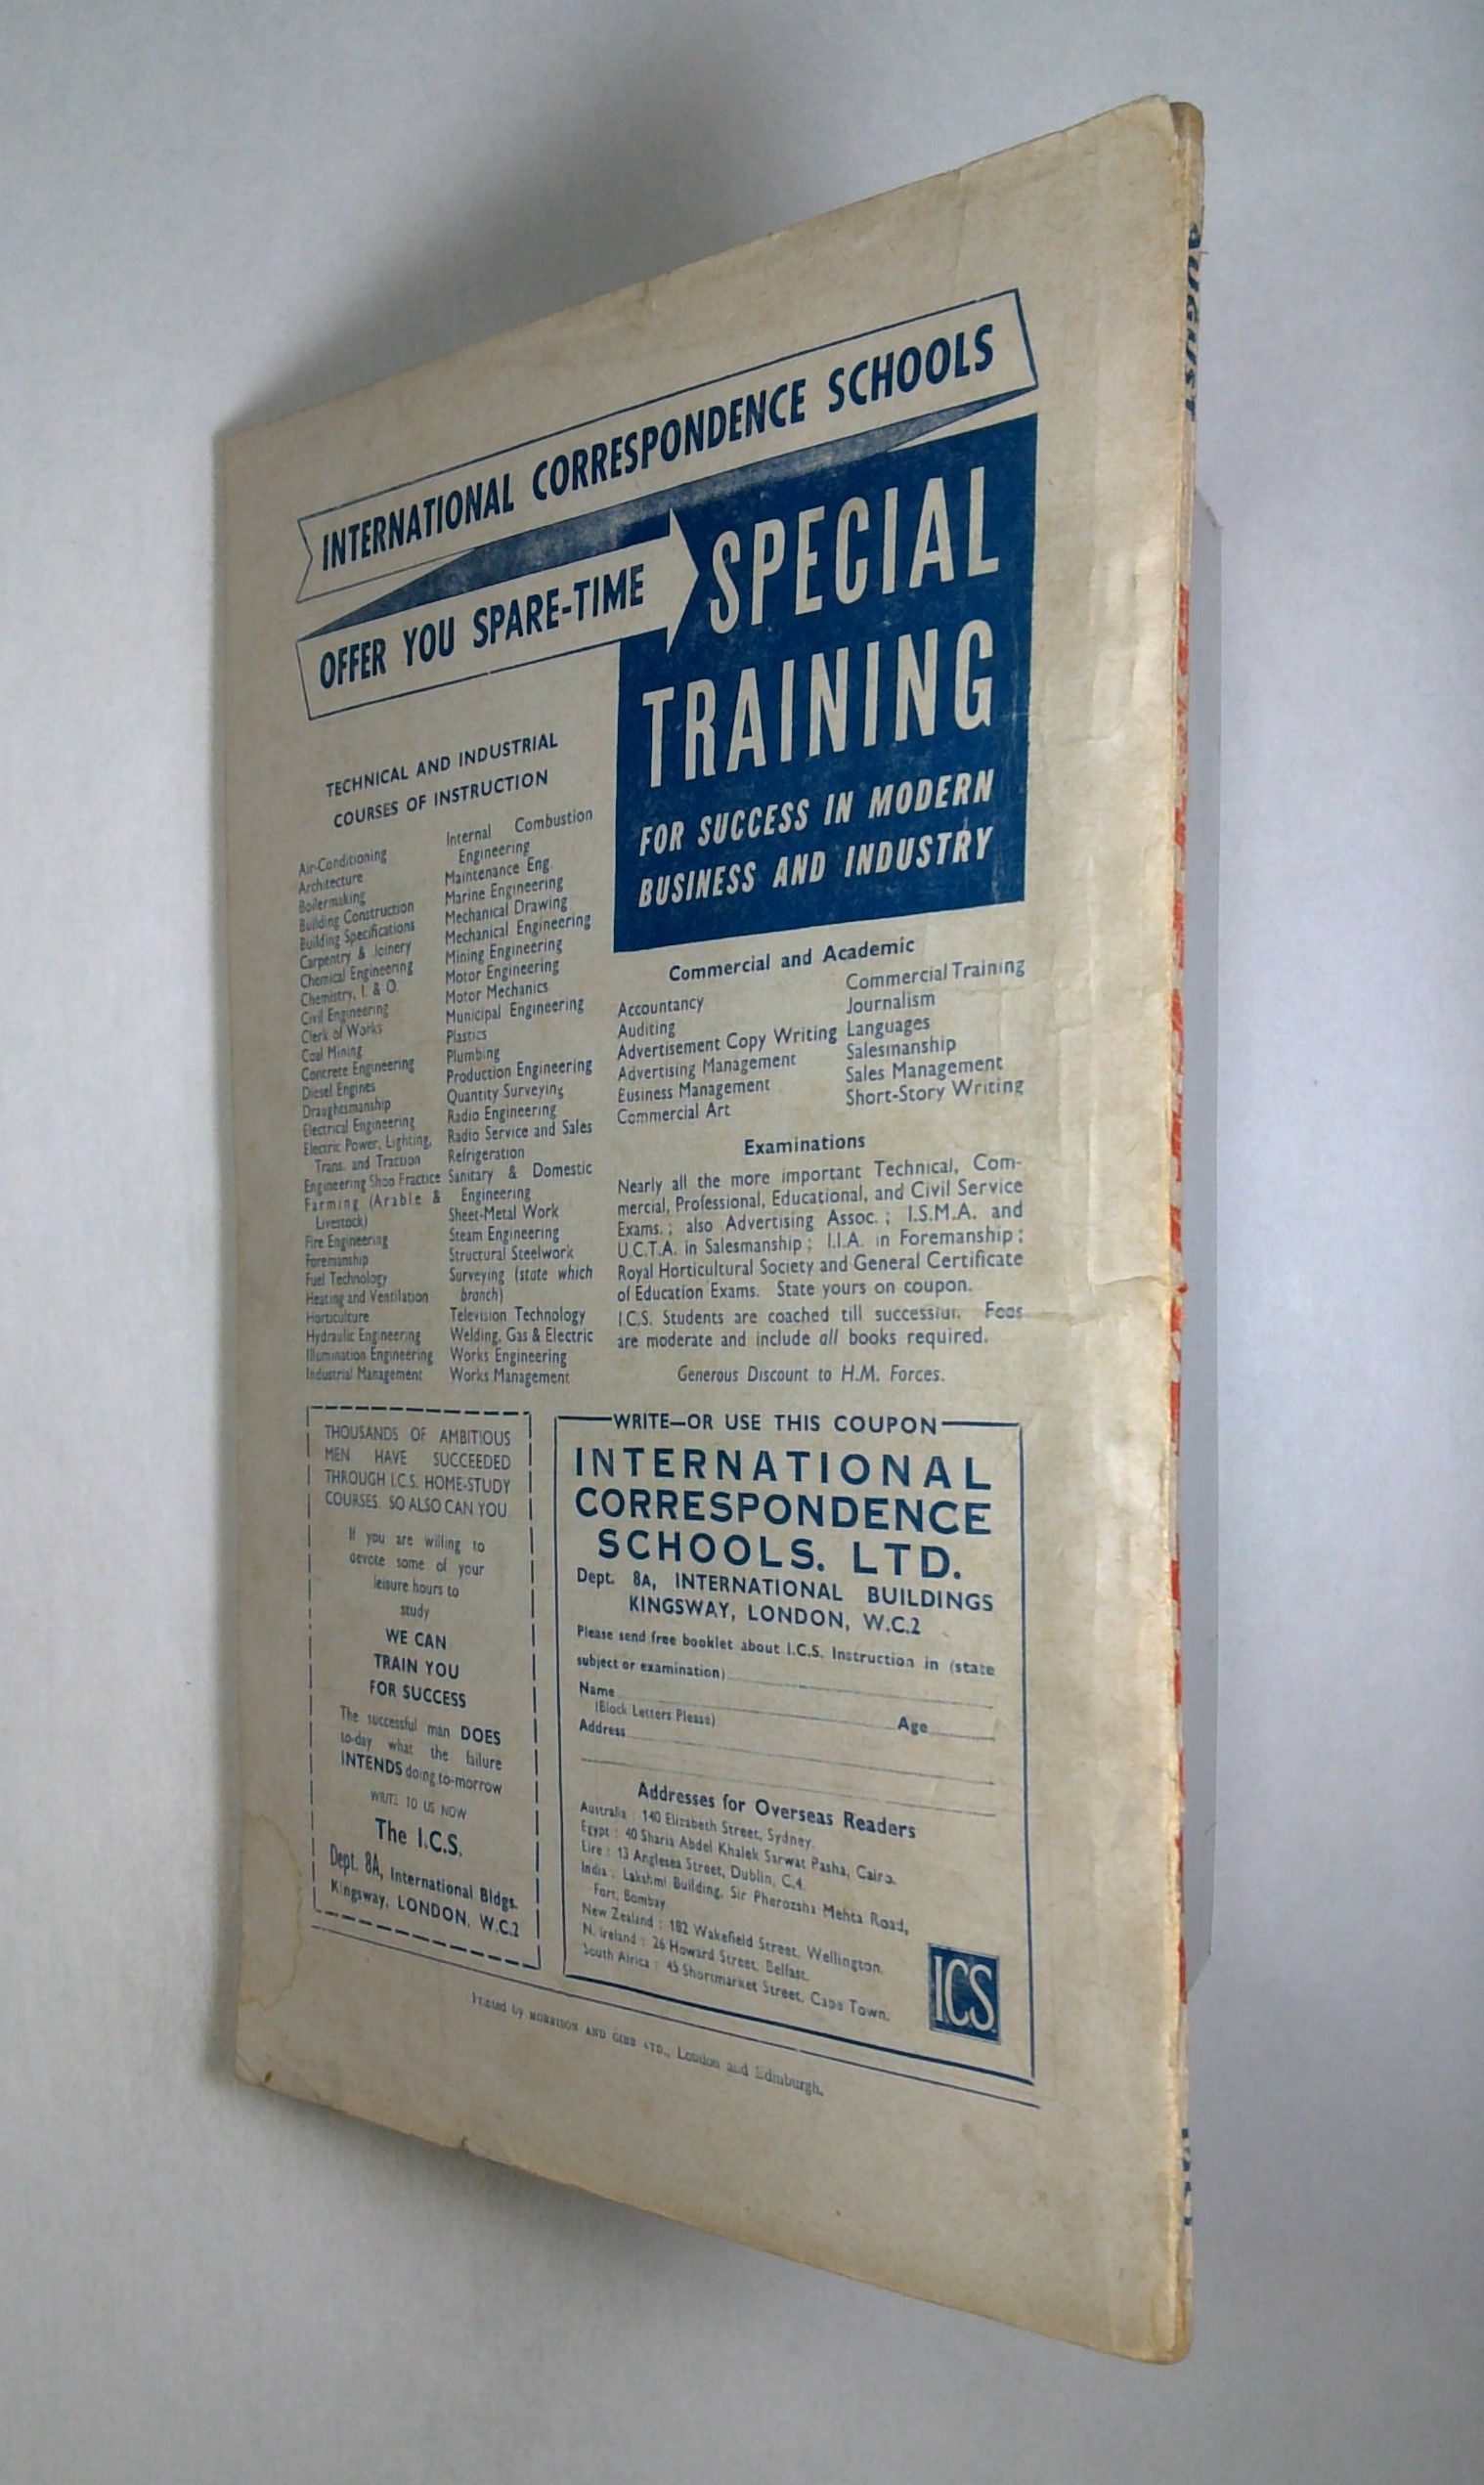 INTERNATIONAL CORRESPONDENCE SCHOOLS
OFFER YOU SPARE-TIME
SPECIAL
TRAINING
FOR SUCCESS IN MODERN
BUSINESS AND INDUSTRY
TECHNICAL AND INDUSTRIAL
COURSES OF INSTRUCTION
Air-Conditioning
Architecture
Boilermaking
Building Construction
Building Specifications
Carpentry & Joinery
Chemical Engineering
Chemistry, I. & O.
Civil Engineering
Clerk of Works
Coal Mining
Concrete Engineering
Diesel Engines
Draughtsmanship
Electrical Engineering
Electric Power, Lighting,
Trans. and Traction
Engineering Shop Practice
Farming (Arable &
Livestock)
Fire Engineering
Foremanship
Fuel Technology
Heating and Ventilation
Horticulture
Hydraulic Engineering
Illumination Engineering
Industrial Management
Internal Combustion
Engineering
Maintenance Eng.
Marine Engineering
Mechanical Drawing
Mechanical Engineering
Mining Engineering
Motor Engineering
Motor Mechanics
Municipal Engineering
Plastics
Plumbing
Production Engineering
Quantity Surveying
Radio Engineering
Radio Service and Sales
Refrigeration
Sanitary & Domestic
Engineering
Sheet-Metal Work
Steam Engineering
Structural Steelwork
Surveying (state which
branch)
Television Technology
Welding, Gas & Electric
Works Engineering
Works Management
Commercial and Academic
Accountancy
Auditing
Advertisement Copy Writing
Advertising Management
Business Management
Commercial Art
Commercial Training
Journalism
Languages
Salesmanship
Sales Management
Short-Story Writing
Examinations
Nearly all the more important Technical, Com-
mercial, Professional, Educational, and Civil Service
Exams.; also Advertising Assoc.; I.S.M.A. and
U.C.T.A. in Salesmanship; I.I.A. in Foremanship;
Royal Horticultural Society and General Certificate
of Education Exams. State yours on coupon.
I.C.S. Students are coached till successful. Fees
are moderate and include all books required.
Generous Discount to H.M. Forces.
THOUSANDS OF AMBITIOUS
MEN HAVE SUCCEEDED
THROUGH I.C.S. HOME-STUDY
COURSES. SO ALSO CAN YOU
If you are willing to
devote some of your
leisure hours to
study
WE CAN
TRAIN YOU
FOR SUCCESS
The successful man DOES
to-day what the failure
INTENDS doing to-morrow
WRITE TO US NOW
The I.C.S.
Dept. 8A, International Bldgs.
Kingsway, LONDON, W.C.2
WRITE—OR USE THIS COUPON
INTERNATIONAL
CORRESPONDENCE
SCHOOLS. LTD.
Dept. 8A, INTERNATIONAL BUILDINGS
KINGSWAY, LONDON, W.C.2
Please send free booklet about I.C.S. Instruction in (state
subject or examination)
Name
(Block Letters Please)
Age
Address
Addresses for Overseas Readers
Australia : 140 Elizabeth Street, Sydney.
Egypt : 40 Sharia Abdel Khalek Sarwat Pasha, Cairo.
Eire : 13 Anglesea Street, Dublin, C.4.
India : Lakshmi Building, Sir Pherozsha Mehta Road,
Fort, Bombay
New Zealand : 182 Wakefield Street, Wellington.
N. Ireland : 26 Howard Street, Belfast.
South Africa : 45 Shortmarket Street, Cape Town.
I.C.S.
Printed by MORRISON AND GIBB LTD., London and Edinburgh.
AUGUST